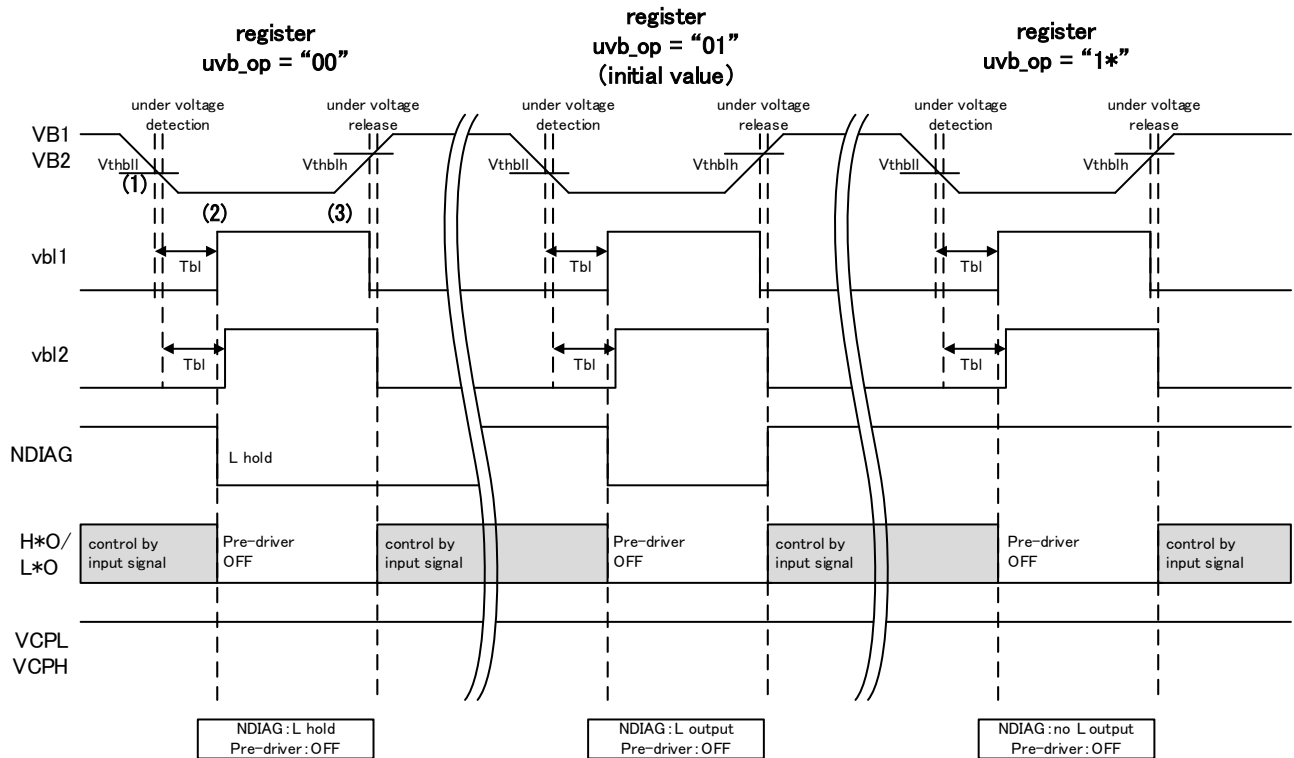 register
uvb_op = “00”
register
uvb_op = “01”
(initial value)
register
uvb_op = “1*”
under voltage
detection
under voltage
release
under voltage
detection
under voltage
release
under voltage
detection
under voltage
release
VB1
VB2
Vthbll
Vthblh
Vthbll
Vthblh
Vthbll
Vthblh
(1)
(2)
(3)
vbl1
Tbl
Tbl
Tbl
vbl2
Tbl
Tbl
Tbl
NDIAG
L hold
H*O/
L*O
control by
input signal
Pre-driver
OFF
control by
input signal
Pre-driver
OFF
Pre-driver
OFF
control by
input signal
VCPL
VCPH
NDIAG:L hold
Pre-driver:OFF
NDIAG:L output
Pre-driver:OFF
NDIAG:no L output
Pre-driver:OFF